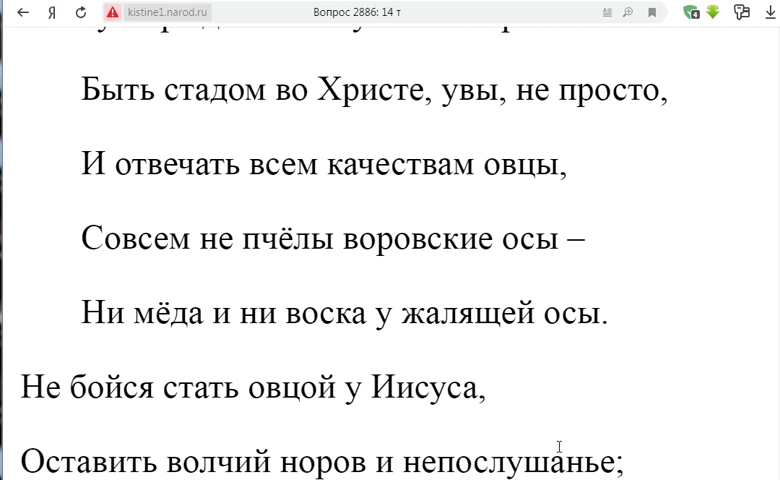 kistine1.narod.ru
Вопрос 2886: 14 т
Быть стадом во Христе, увы, не просто,
И отвечать всем качествам овцы,
Совсем не пчёлы воровские осы –
Ни мёда и ни воска у жалящей осы.
Не бойся стать овцой у Иисуса,
Оставить волчий норов и непослушанье;